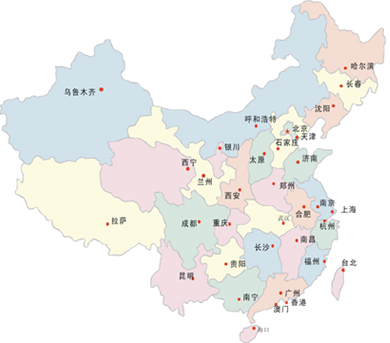 哈尔滨
长春
乌鲁木齐
沈阳
呼和浩特
北京
天津
石家庄
银川
太原
济南
西宁
兰州
郑州
西安
南京
上海
合肥
拉萨
武汉
成都
重庆
杭州
南昌
长沙
福州
贵阳
台北
昆明
广州
南宁
香港
澳门
海口